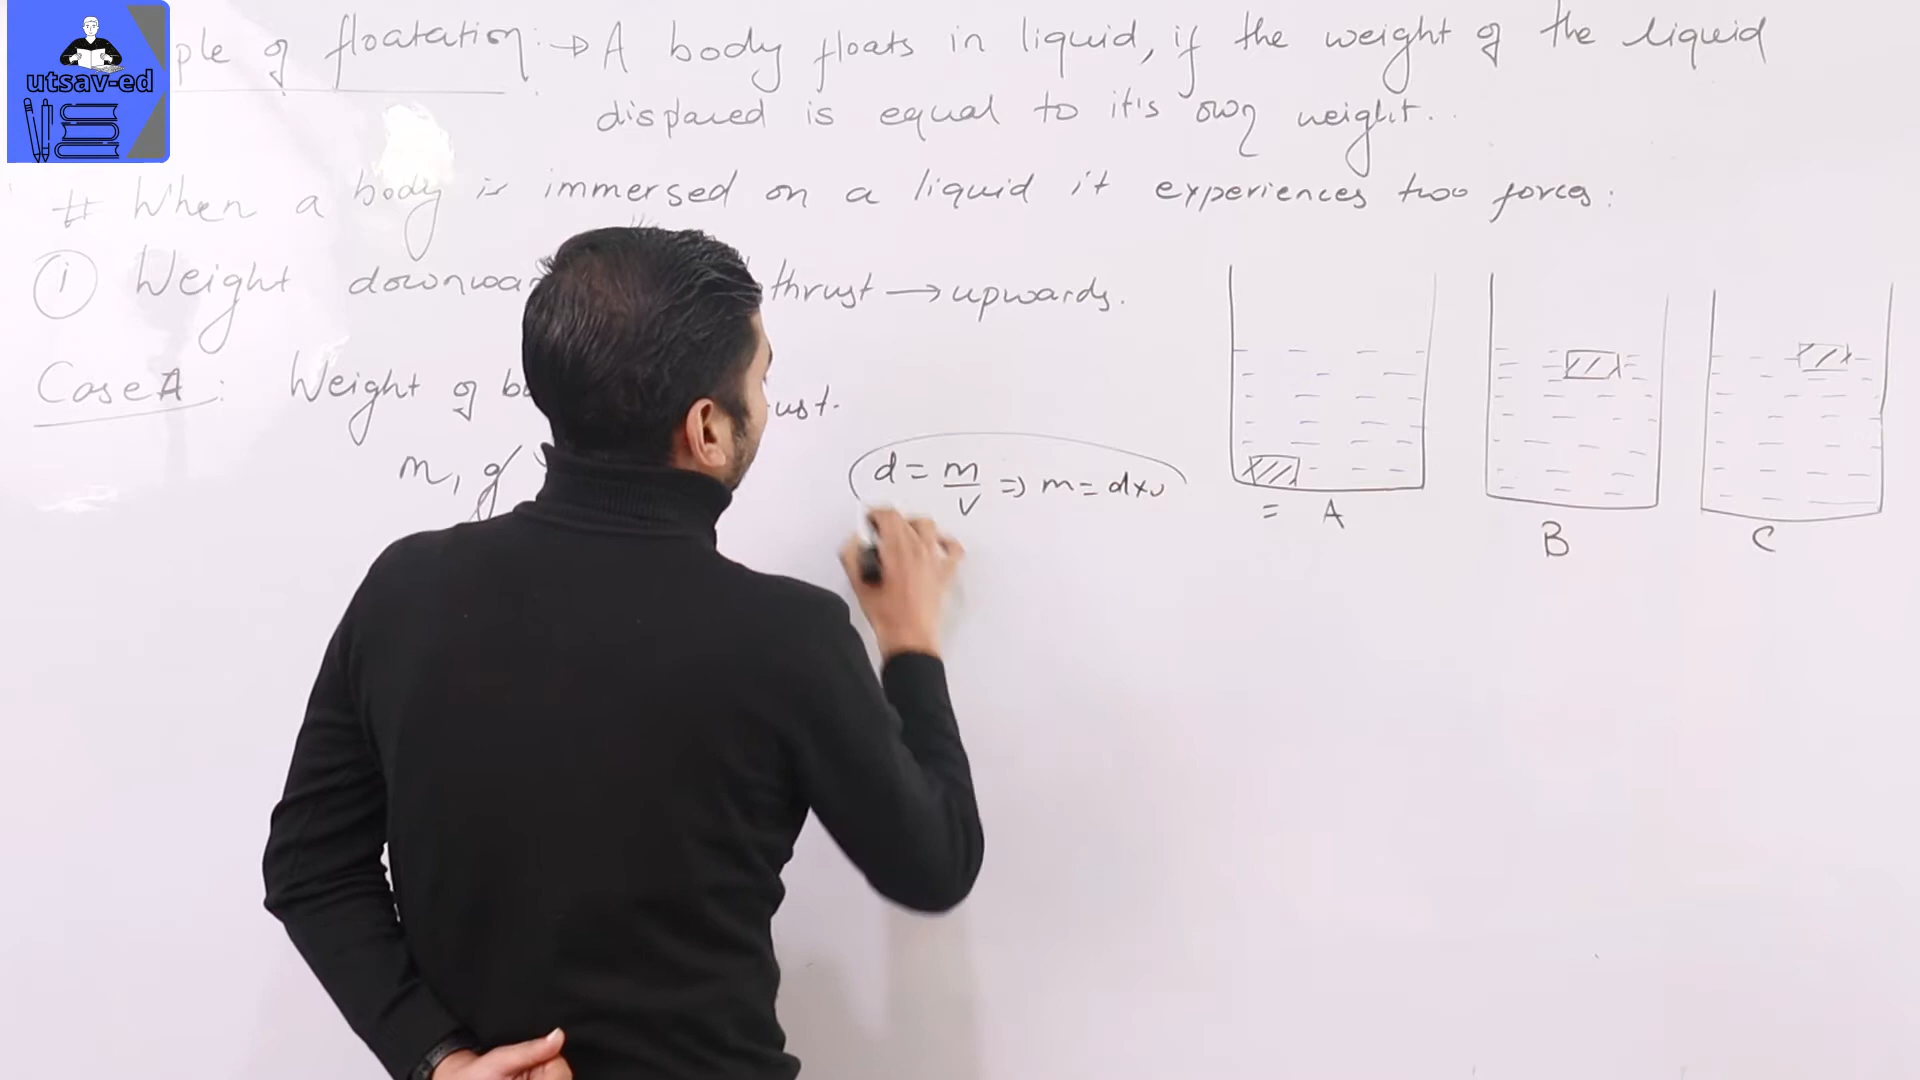 utsav-ed
ple of floatation :→ A body floats in liquid, if the weight of the liquid
displaced is equal to it's own weight.
# When a body is immersed on a liquid it experiences two forces:
(i) Weight downwar thrust → upwards.
Case A : Weight of bo ust.
m₁ g
d = m/v => m = d×v
= A
B
C